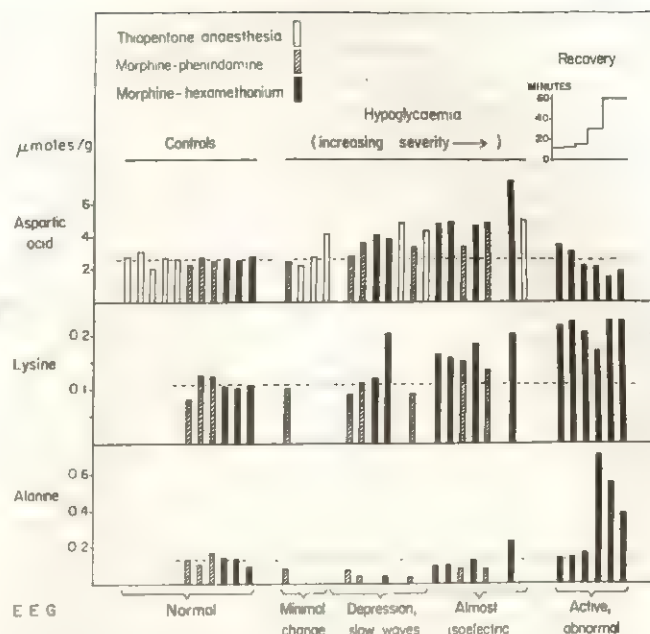 Thiopentone anaesthesia
Morphine-phenindamine
Morphine-hexamethonium
Recovery
MINUTES
60
20
0
Hypoglycaemia
μmoles/g
Controls
(increasing severity → )
Aspartic
acid
6
4
2
Lysine
0.2
0.1
Alanine
0.6
0.4
0.2
EEG
Normal
Minimal
change
Depression,
slow waves
Almost
isoelectric
Active,
abnormal